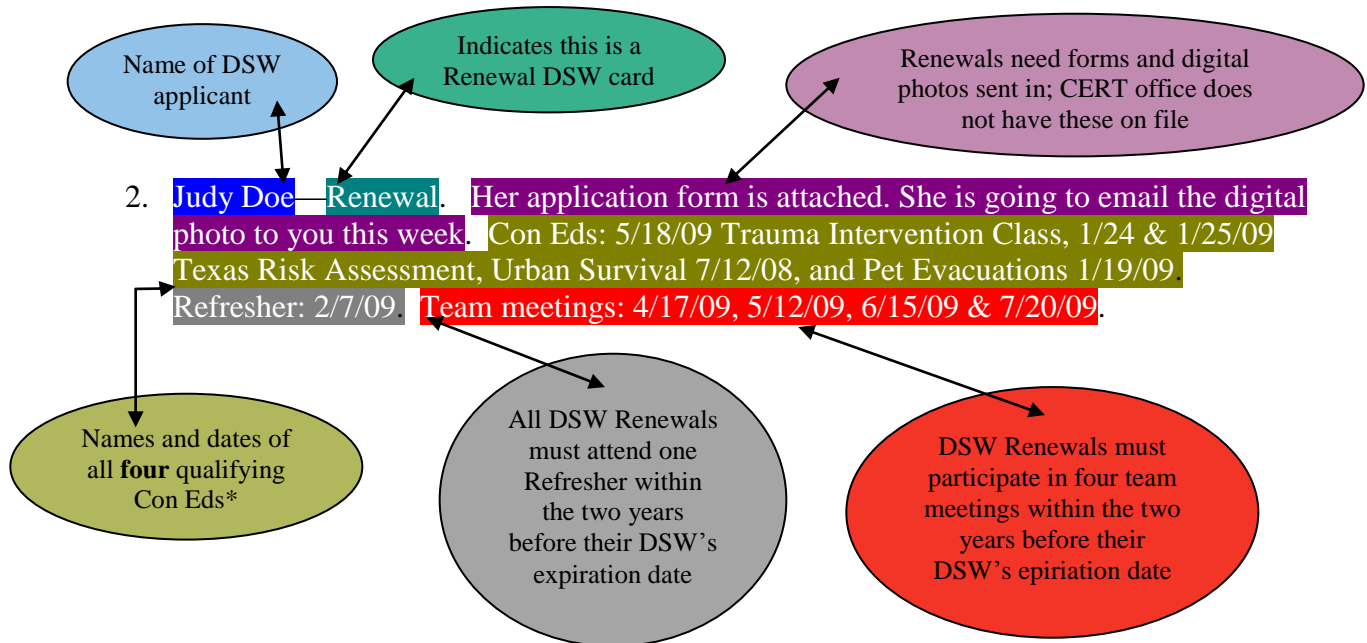 Name of DSW
applicant
Indicates this is a
Renewal DSW card
Renewals need forms and digital
photos sent in; CERT office does
not have these on file
2. Judy Doe—Renewal. Her application form is attached. She is going to email the digital
photo to you this week. Con Eds: 5/18/09 Trauma Intervention Class, 1/24 & 1/25/09
Texas Risk Assessment, Urban Survival 7/12/08, and Pet Evacuations 1/19/09.
Refresher: 2/7/09. Team meetings: 4/17/09, 5/12/09, 6/15/09 & 7/20/09.
Names and dates of
all four qualifying
Con Eds*
All DSW Renewals
must attend one
Refresher within
the two years
before their DSW’s
expiration date
DSW Renewals must
participate in four team
meetings within the two
years before their
DSW’s epiriation date